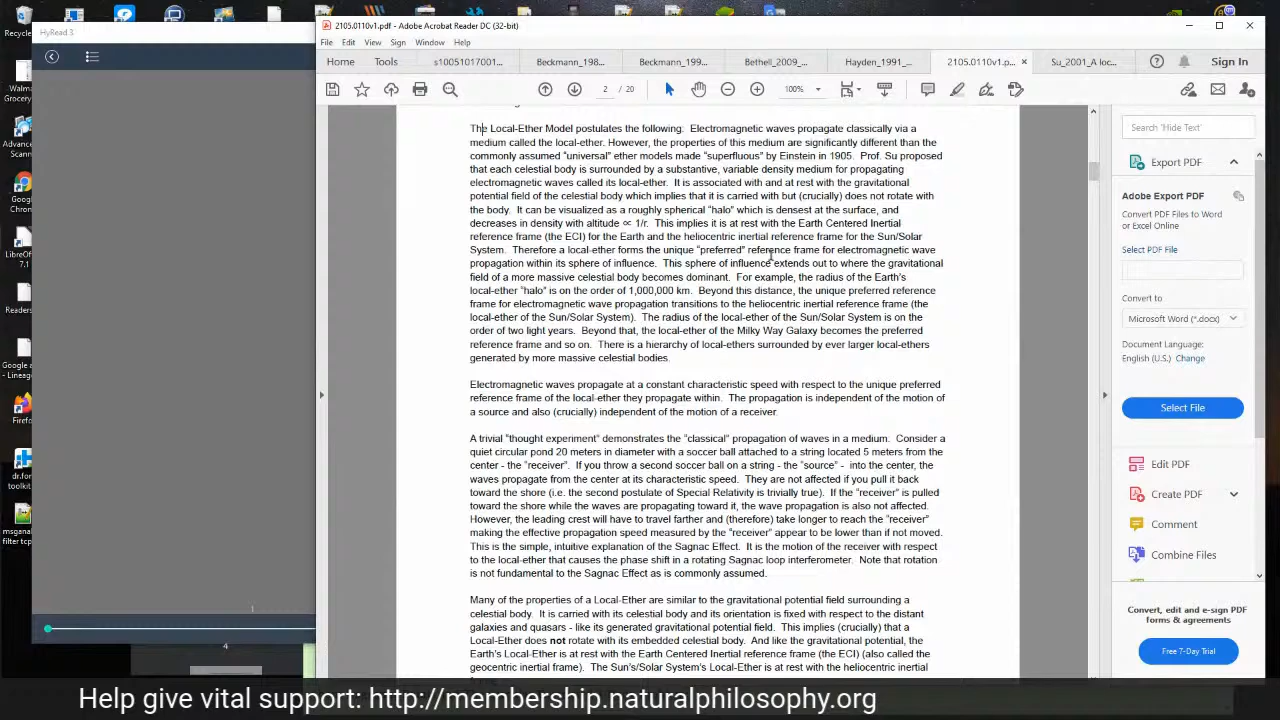 Recycle
HyRead 3
2105.0110v1.pdf - Adobe Acrobat Reader DC (32-bit)
File Edit View Sign Window Help
Home Tools s10051017001... Beckmann_198... Beckmann_199... Bethell_2009_... Hayden_1991_... 2105.0110v1.p... × Su_2001_A loc... Sign In
2 / 20 100%
The Local-Ether Model postulates the following: Electromagnetic waves propagate classically via a
medium called the local-ether. However, the properties of this medium are significantly different than the
commonly assumed “universal” ether models made “superfluous” by Einstein in 1905. Prof. Su proposed
that each celestial body is surrounded by a substantive, variable density medium for propagating
electromagnetic waves called its local-ether. It is associated with and at rest with the gravitational
potential field of the celestial body which implies that it is carried with but (crucially) does not rotate with
the body. It can be visualized as a roughly spherical “halo” which is densest at the surface, and
decreases in density with altitude ∝ 1/r. This implies it is at rest with the Earth Centered Inertial
reference frame (the ECI) for the Earth and the heliocentric inertial reference frame for the Sun/Solar
System. Therefore a local-ether forms the unique “preferred” reference frame for electromagnetic wave
propagation within its sphere of influence. This sphere of influence extends out to where the gravitational
field of a more massive celestial body becomes dominant. For example, the radius of the Earth’s
local-ether “halo” is on the order of 1,000,000 km. Beyond this distance, the unique preferred reference
frame for electromagnetic wave propagation transitions to the heliocentric inertial reference frame (the
local-ether of the Sun/Solar System). The radius of the local-ether of the Sun/Solar System is on the
order of two light years. Beyond that, the local-ether of the Milky Way Galaxy becomes the preferred
reference frame and so on. There is a hierarchy of local-ethers surrounded by ever larger local-ethers
generated by more massive celestial bodies.
Electromagnetic waves propagate at a constant characteristic speed with respect to the unique preferred
reference frame of the local-ether they propagate within. The propagation is independent of the motion of
a source and also (crucially) independent of the motion of a receiver.
A trivial “thought experiment” demonstrates the “classical” propagation of waves in a medium. Consider a
quiet circular pond 20 meters in diameter with a soccer ball attached to a string located 5 meters from the
center - the “receiver”. If you throw a second soccer ball on a string - the “source” - into the center, the
waves propagate from the center at its characteristic speed. They are not affected if you pull it back
toward the shore (i.e. the second postulate of Special Relativity is trivially true). If the “receiver” is pulled
toward the shore while the waves are propagating toward it, the wave propagation is also not affected.
However, the leading crest will have to travel farther and (therefore) take longer to reach the “receiver”
making the effective propagation speed measured by the “receiver” appear to be lower than if not moved.
This is the simple, intuitive explanation of the Sagnac Effect. It is the motion of the receiver with respect
to the local-ether that causes the phase shift in a rotating Sagnac loop interferometer. Note that rotation
is not fundamental to the Sagnac Effect as is commonly assumed.
Many of the properties of a Local-Ether are similar to the gravitational potential field surrounding a
celestial body. It is carried with its celestial body and its orientation is fixed with respect to the distant
galaxies and quasars - like its generated gravitational potential field. This implies (crucially) that a
Local-Ether does not rotate with its embedded celestial body. And like the gravitational potential, the
Earth’s Local-Ether is at rest with the Earth Centered Inertial reference frame (the ECI) (also called the
geocentric inertial frame). The Sun’s/Solar System’s Local-Ether is at rest with the heliocentric inertial
Search 'Hide Text'
Export PDF
Adobe Export PDF
Convert PDF Files to Word
or Excel Online
Select PDF File
Convert to
Microsoft Word (*.docx)
Document Language:
English (U.S.) Change
Select File
Edit PDF
Create PDF
Comment
Combine Files
Convert, edit and e-sign PDF
forms & agreements
Free 7-Day Trial
Walma
Grocery
Google
Chron
LibreOf
7.1
Readers
Google a
- Lineag
Firefo
dr.for
toolkit
msganal
filter tcp
1
4
Help give vital support: http://membership.naturalphilosophy.org